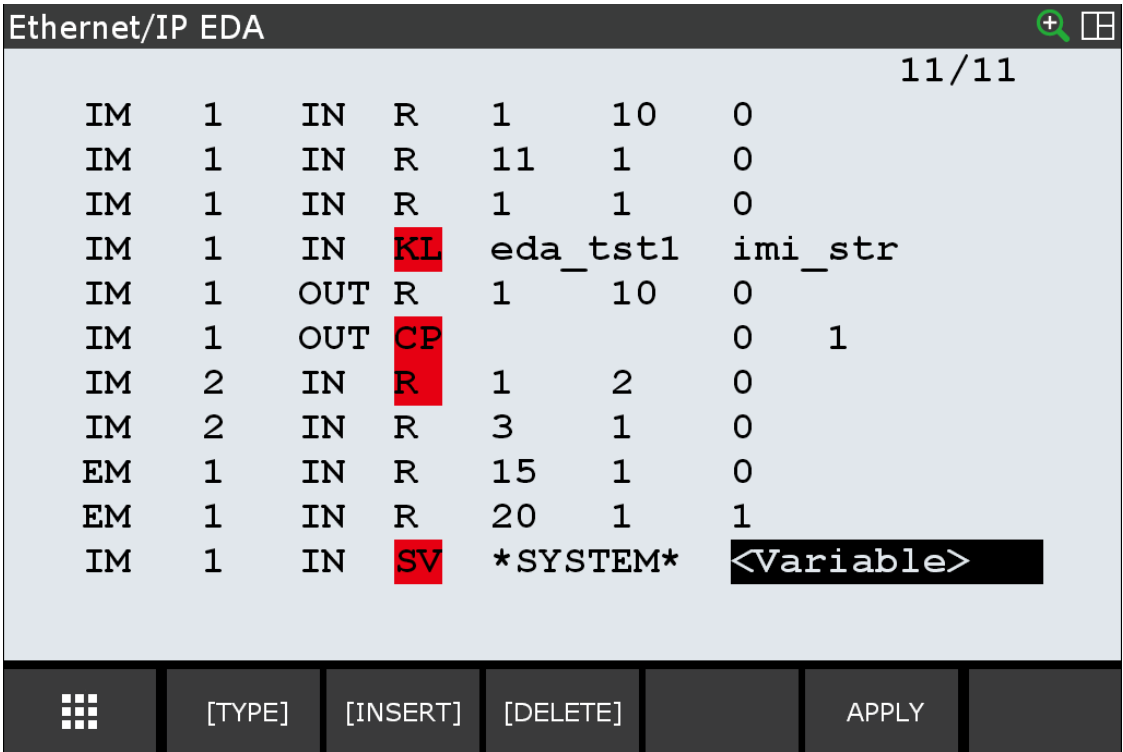 Ethernet/IP EDA
11/11
IM 1 IN R 1 10 0
IM 1 IN R 11 1 0
IM 1 IN R 1 1 0
IM 1 IN KL eda_tst1 imi_str
IM 1 OUT R 1 10 0
IM 1 OUT CP 0 1
IM 2 IN R 1 2 0
IM 2 IN R 3 1 0
EM 1 IN R 15 1 0
EM 1 IN R 20 1 1
IM 1 IN SV *SYSTEM* <Variable>
[TYPE] [INSERT] [DELETE] APPLY